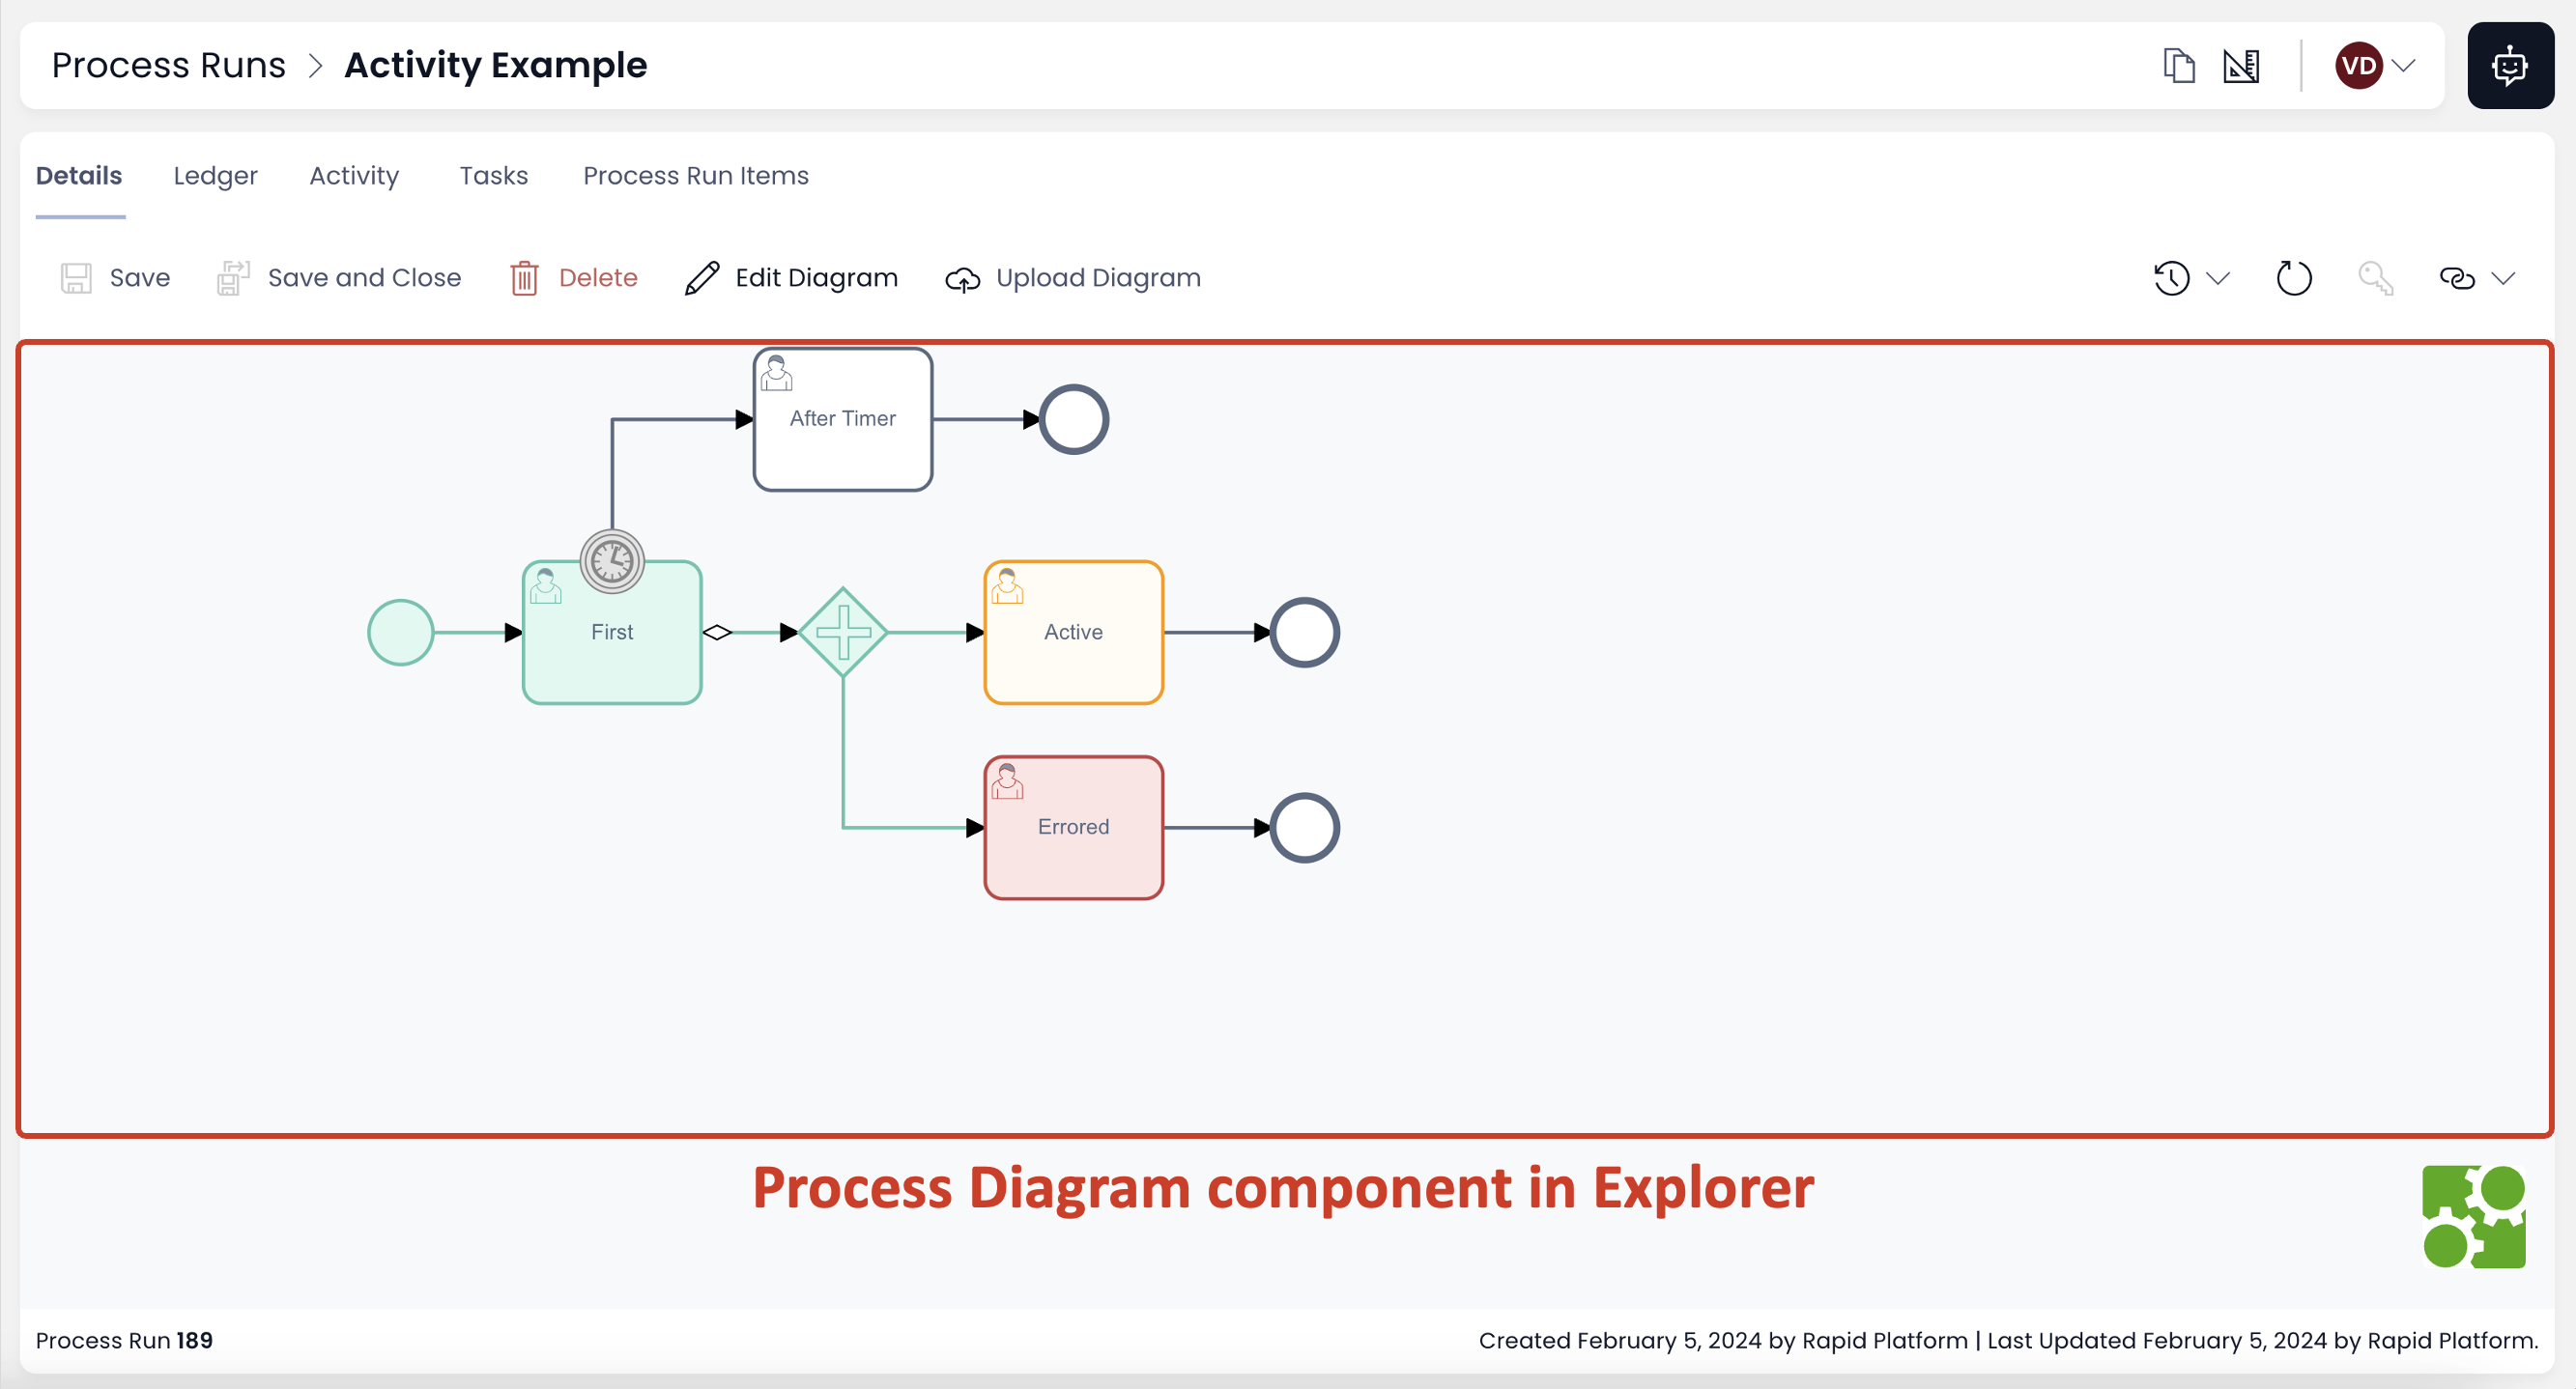 Process Runs > Activity Example
VD
Details Ledger Activity Tasks Process Run Items
Save Save and Close Delete Edit Diagram Upload Diagram
After Timer
First
Active
Errored
Process Diagram component in Explorer
Process Run 189
Created February 5, 2024 by Rapid Platform | Last Updated February 5, 2024 by Rapid Platform.